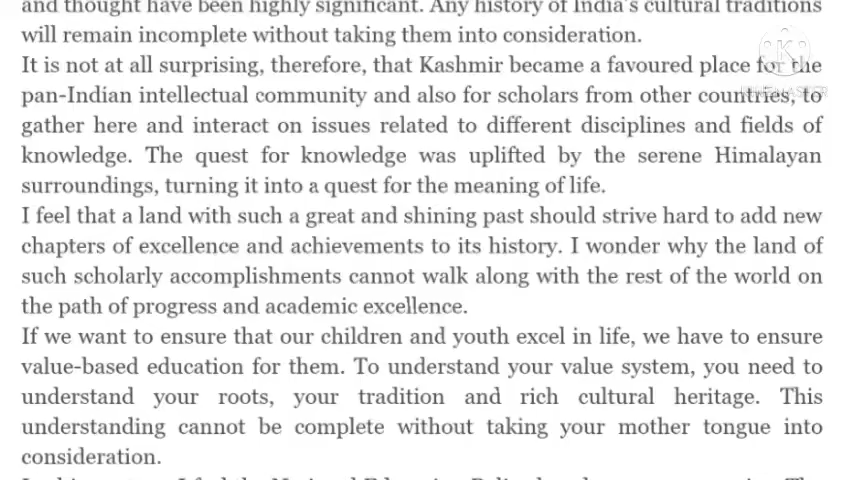 and thought have been highly significant. Any history of India's cultural traditions
will remain incomplete without taking them into consideration.
It is not at all surprising, therefore, that Kashmir became a favoured place for the
pan-Indian intellectual community and also for scholars from other countries, to
gather here and interact on issues related to different disciplines and fields of
knowledge. The quest for knowledge was uplifted by the serene Himalayan
surroundings, turning it into a quest for the meaning of life.
I feel that a land with such a great and shining past should strive hard to add new
chapters of excellence and achievements to its history. I wonder why the land of
such scholarly accomplishments cannot walk along with the rest of the world on
the path of progress and academic excellence.
If we want to ensure that our children and youth excel in life, we have to ensure
value-based education for them. To understand your value system, you need to
understand your roots, your tradition and rich cultural heritage. This
understanding cannot be complete without taking your mother tongue into
consideration.